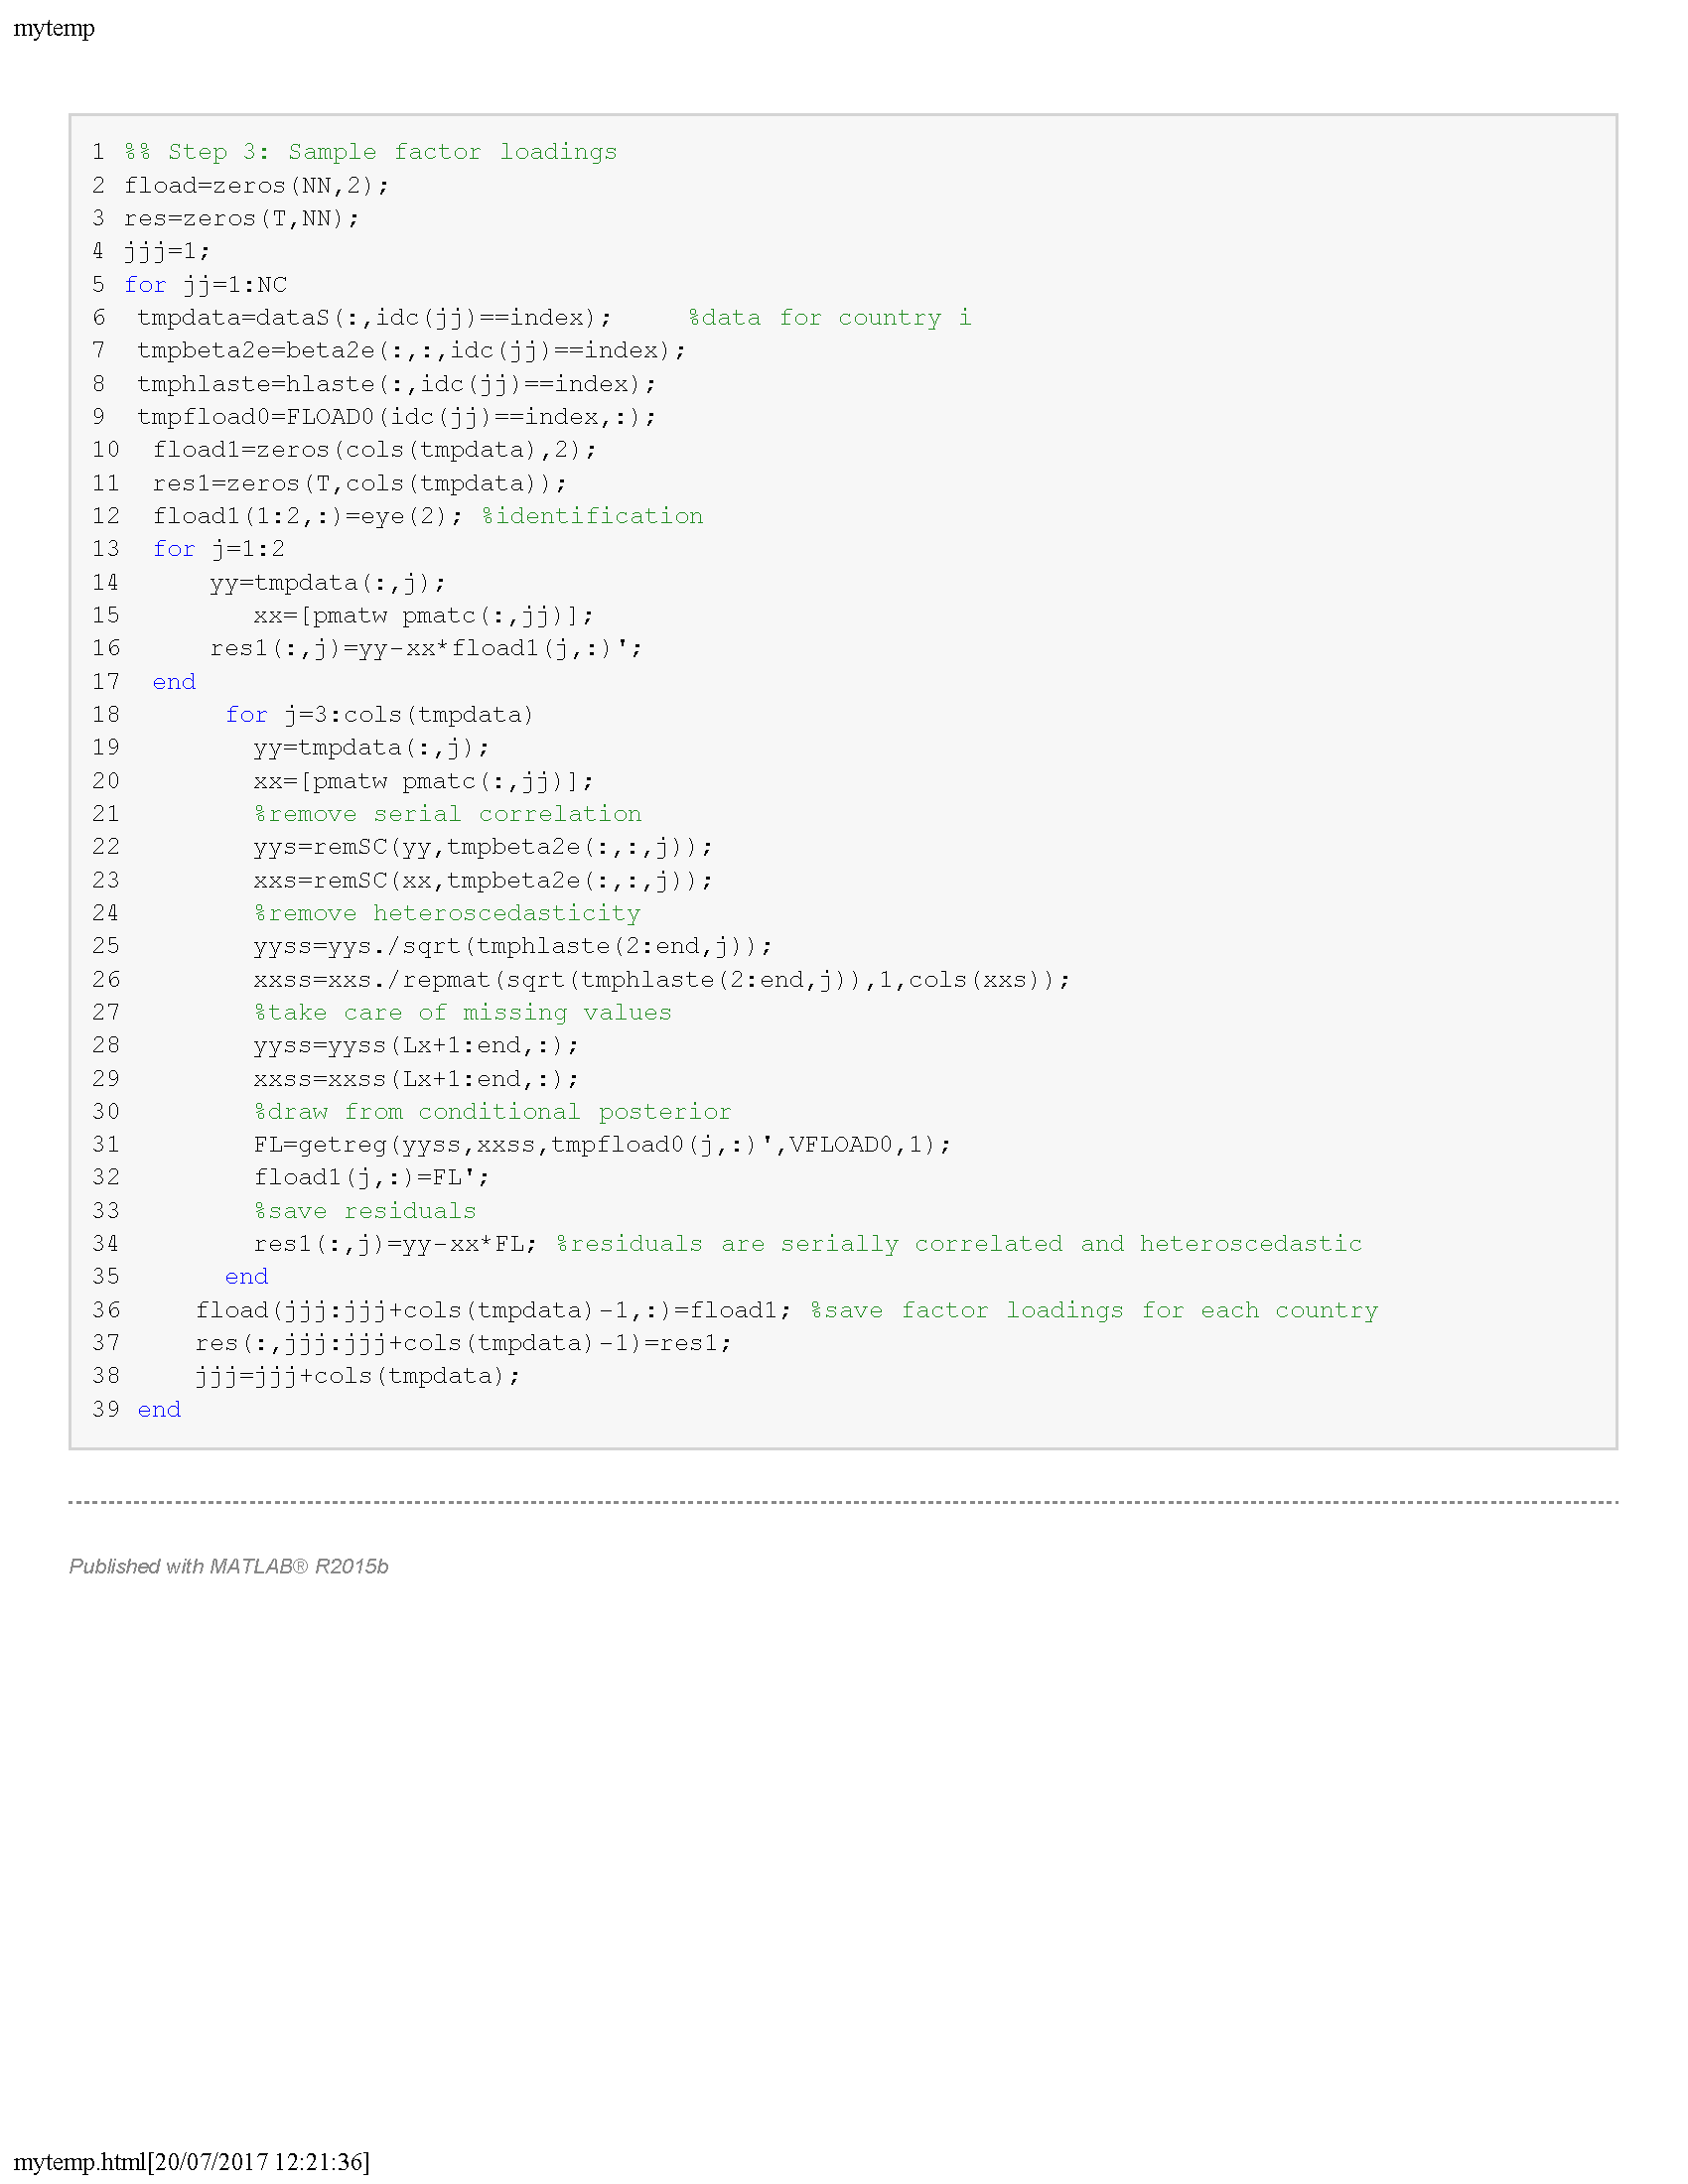 mytemp
1 %% Step 3: Sample factor loadings
2 fload=zeros(NN,2);
3 res=zeros(T,NN);
4 jjj=1;
5 for jj=1:NC
6 tmpdata=dataS(:,idc(jj)==index); %data for country i
7 tmpbeta2e=beta2e(:,:,idc(jj)==index);
8 tmphlaste=hlaste(:,idc(jj)==index);
9 tmpfload0=FLOAD0(idc(jj)==index,:);
10 fload1=zeros(cols(tmpdata),2);
11 res1=zeros(T,cols(tmpdata));
12 fload1(1:2,:)=eye(2); %identification
13 for j=1:2
14 yy=tmpdata(:,j);
15 xx=[pmatw pmatc(:,jj)];
16 res1(:,j)=yy-xx*fload1(j,:)';
17 end
18 for j=3:cols(tmpdata)
19 yy=tmpdata(:,j);
20 xx=[pmatw pmatc(:,jj)];
21 %remove serial correlation
22 yys=remSC(yy,tmpbeta2e(:,:,j));
23 xxs=remSC(xx,tmpbeta2e(:,:,j));
24 %remove heteroscedasticity
25 yyss=yys./sqrt(tmphlaste(2:end,j));
26 xxss=xxs./repmat(sqrt(tmphlaste(2:end,j)),1,cols(xxs));
27 %take care of missing values
28 yyss=yyss(Lx+1:end,:);
29 xxss=xxss(Lx+1:end,:);
30 %draw from conditional posterior
31 FL=getreg(yyss,xxss,tmpfload0(j,:)',VFLOAD0,1);
32 fload1(j,:)=FL';
33 %save residuals
34 res1(:,j)=yy-xx*FL; %residuals are serially correlated and heteroscedastic
35 end
36 fload(jjj:jjj+cols(tmpdata)-1,:)=fload1; %save factor loadings for each country
37 res(:,jjj:jjj+cols(tmpdata)-1)=res1;
38 jjj=jjj+cols(tmpdata);
39 end
Published with MATLAB® R2015b
mytemp.html[20/07/2017 12:21:36]